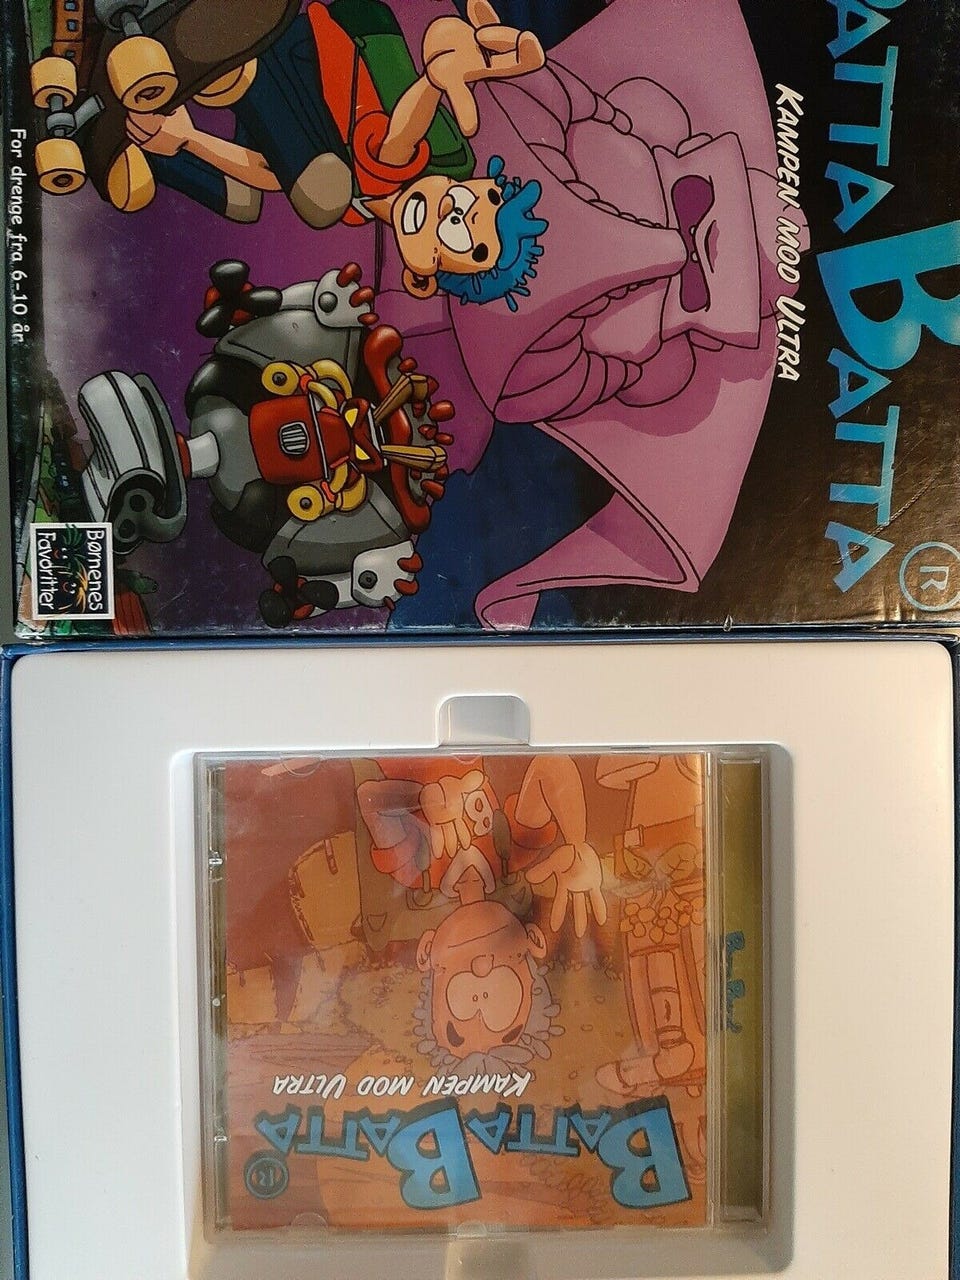 BATTA BATTA ®
KAMPEN MOD ULTRA
For drenge fra 6-10 år
Børnenes
Favoritter
KAMPEN MOD ULTRA
BATTA BATTA ®